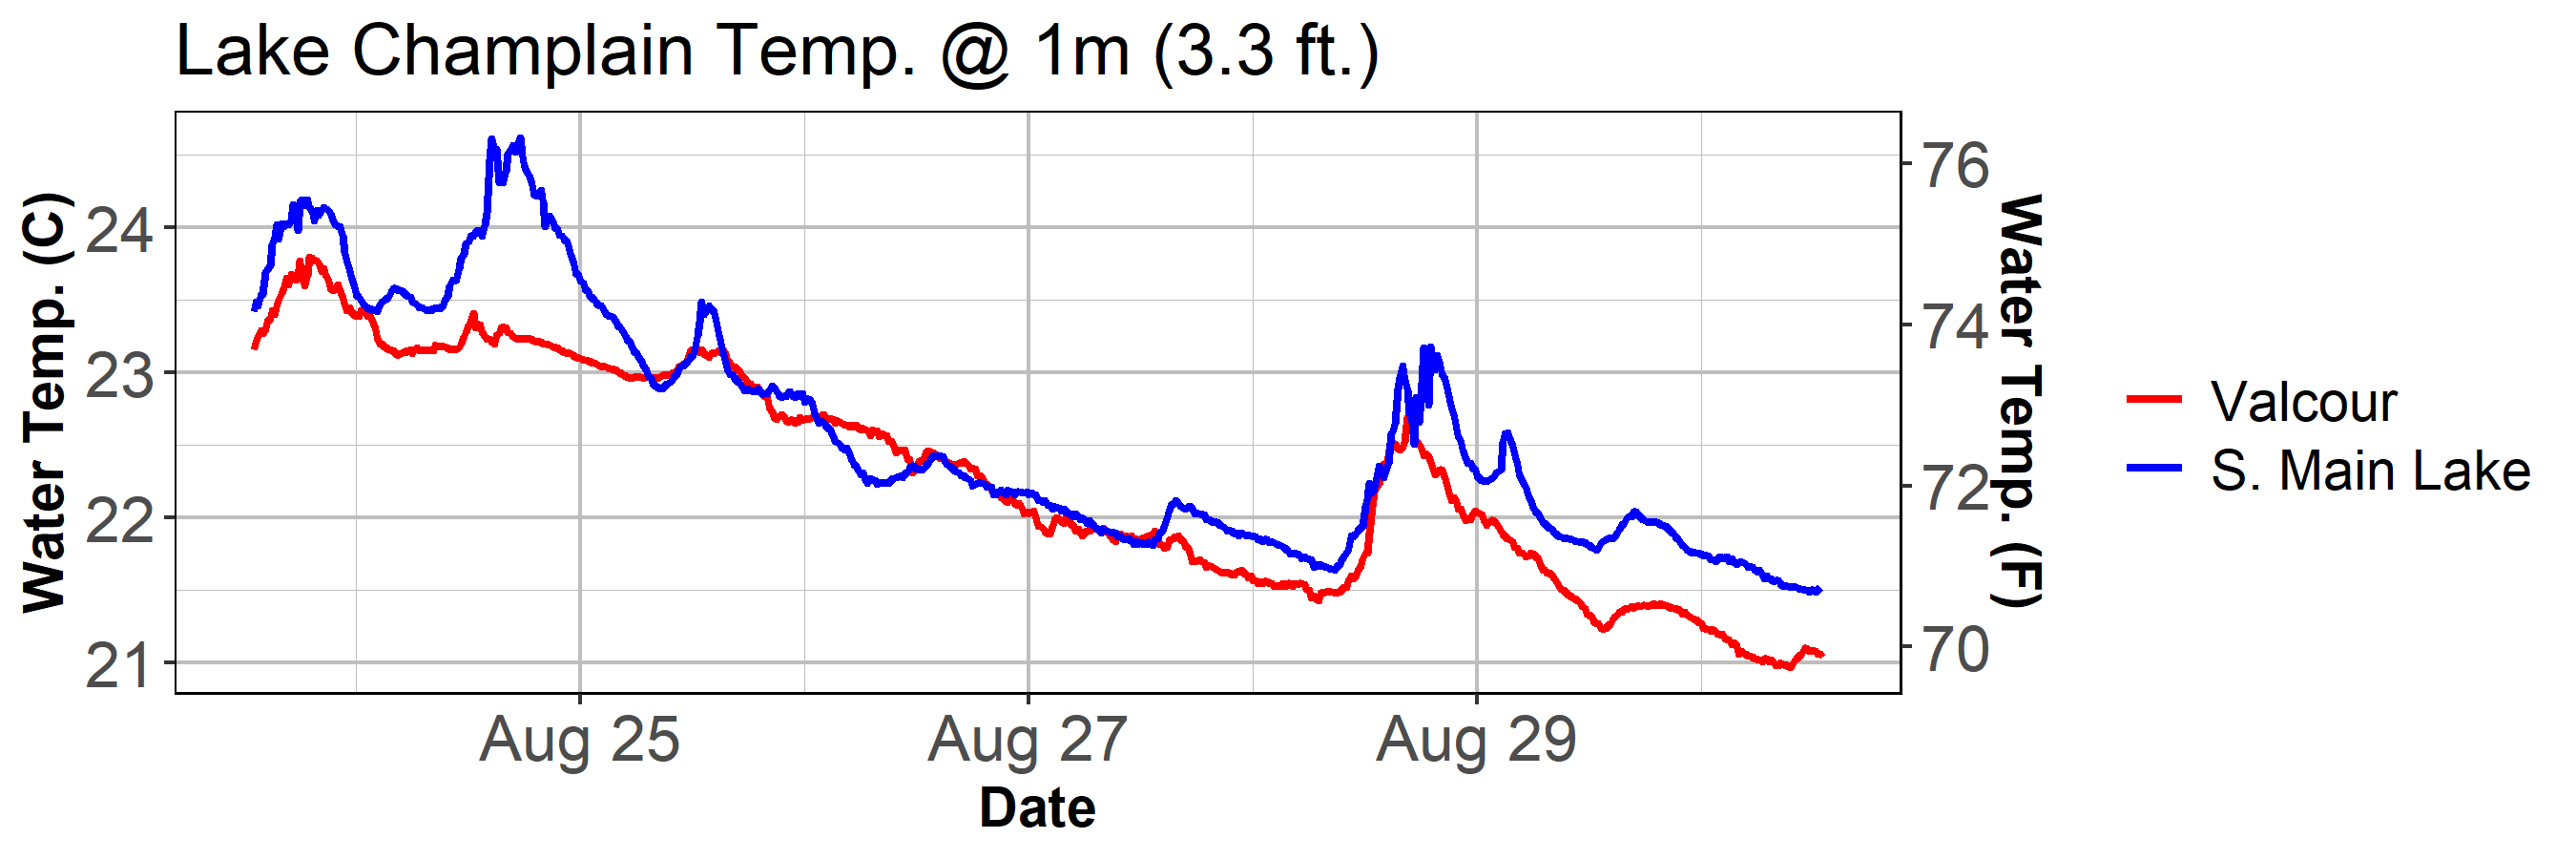 Lake Champlain Temp. @ 1m (3.3 ft.)
Water Temp. (C)
24
23
22
21
76
74
72
70
Water Temp. (F)
Aug 25
Aug 27
Aug 29
Date
Valcour
S. Main Lake